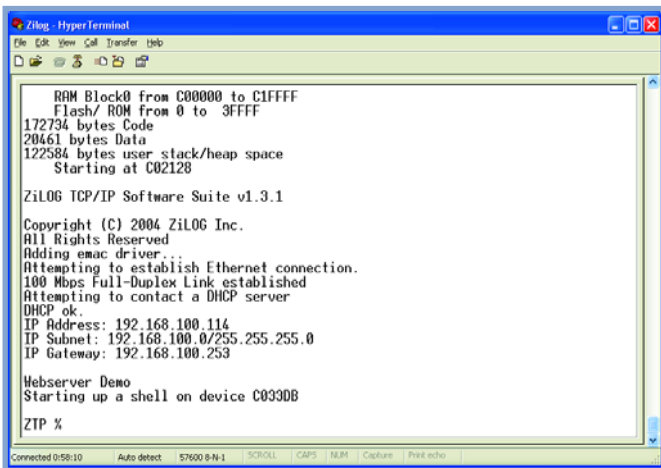 Zilog - HyperTerminal
File Edit View Call Transfer Help
RAM Block0 from C00000 to C1FFFF
Flash/ ROM from 0 to 3FFFF
172734 bytes Code
20461 bytes Data
122584 bytes user stack/heap space
Starting at C02128
ZiLOG TCP/IP Software Suite v1.3.1
Copyright (C) 2004 ZiLOG Inc.
All Rights Reserved
Adding emac driver...
Attempting to establish Ethernet connection.
100 Mbps Full-Duplex Link established
Attempting to contact a DHCP server
DHCP ok.
IP Address: 192.168.100.114
IP Subnet: 192.168.100.0/255.255.255.0
IP Gateway: 192.168.100.253
Webserver Demo
Starting up a shell on device C033DB
ZTP %
Connected 0:58:10 Auto detect 57600 8-N-1 SCROLL CAPS NUM Capture Print echo